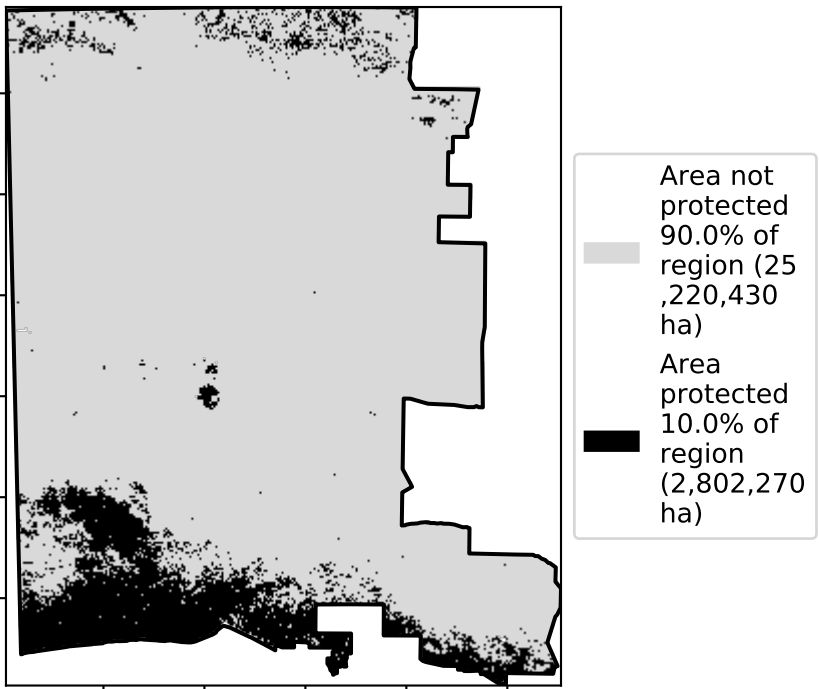 Area not
protected
90.0% of
region (25
,220,430
ha)
Area
protected
10.0% of
region
(2,802,270
ha)